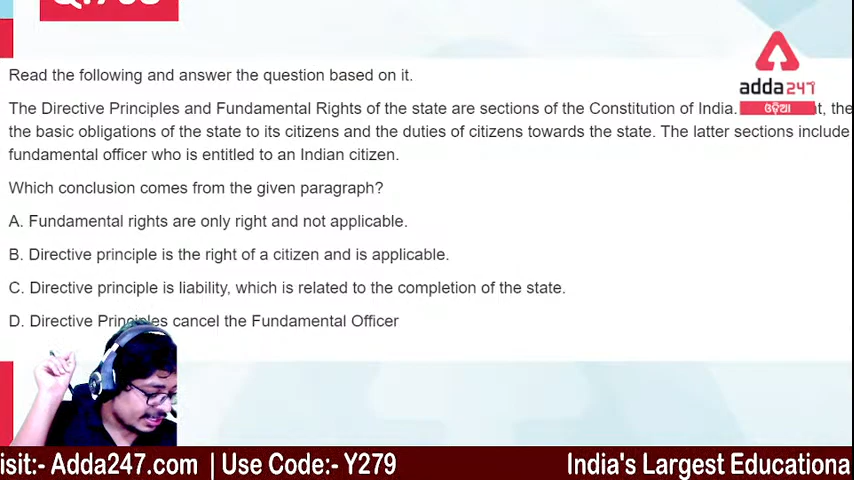 Read the following and answer the question based on it.
The Directive Principles and Fundamental Rights of the state are sections of the Constitution of India. the
adda247
ଓଡ଼ିଆ
the basic obligations of the state to its citizens and the duties of citizens towards the state. The latter sections include
fundamental officer who is entitled to an Indian citizen.
Which conclusion comes from the given paragraph?
A. Fundamental rights are only right and not applicable.
B. Directive principle is the right of a citizen and is applicable.
C. Directive principle is liability, which is related to the completion of the state.
D. Directive Principles cancel the Fundamental Officer
isit:- Adda247.com | Use Code:- Y279 India's Largest Educationa